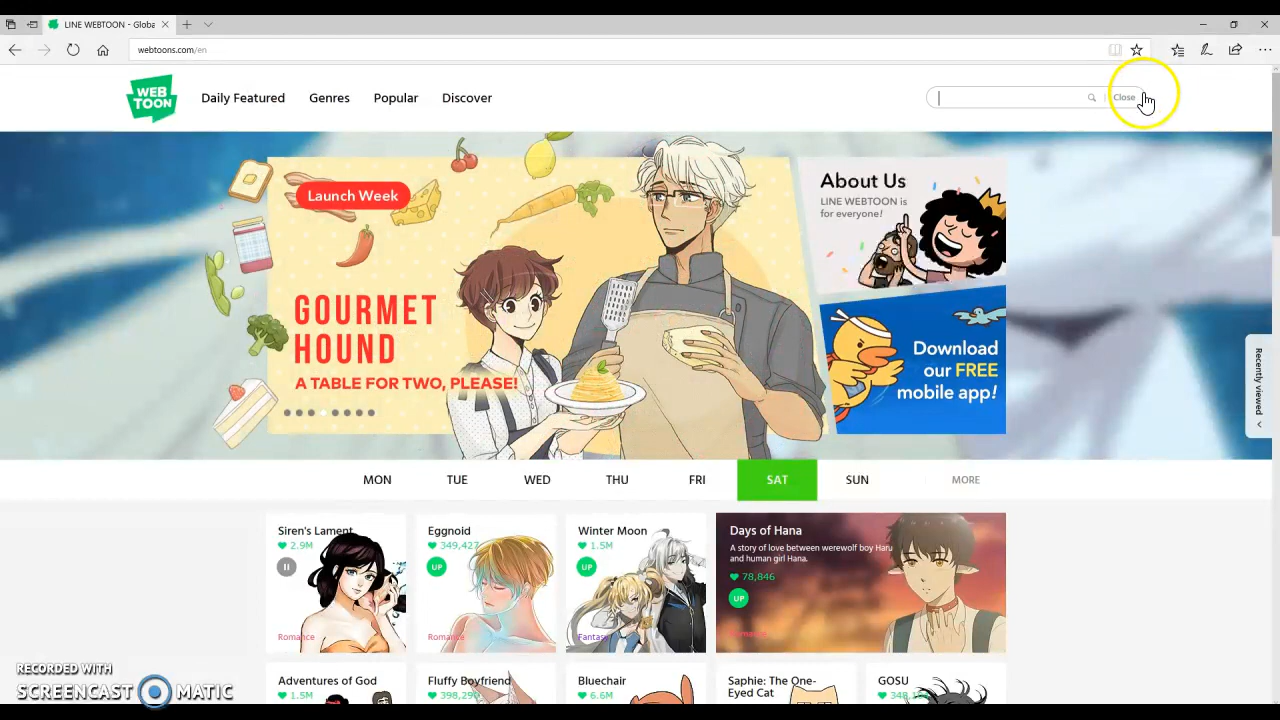 LINE WEBTOON - Globa
webtoons.com/en
WEB
TOON
Daily Featured
Genres
Popular
Discover
Close
Launch Week
GOURMET
HOUND
A TABLE FOR TWO, PLEASE!
About Us
LINE WEBTOON is
for everyone!
Download
our FREE
mobile app!
Recently viewed
MON
TUE
WED
THU
FRI
SAT
SUN
MORE
Siren's Lament
2.9M
Romance
Eggnoid
349,427
UP
Romance
Winter Moon
1.5M
UP
Fantasy
Days of Hana
A story of love between werewolf boy Haru
and human girl Hana.
78,846
UP
Romance
Adventures of God
1.5M
Fluffy Boyfriend
Bluechair
6.6M
Saphie: The One-
Eyed Cat
GOSU
RECORDED WITH
SCREENCAST MATIC